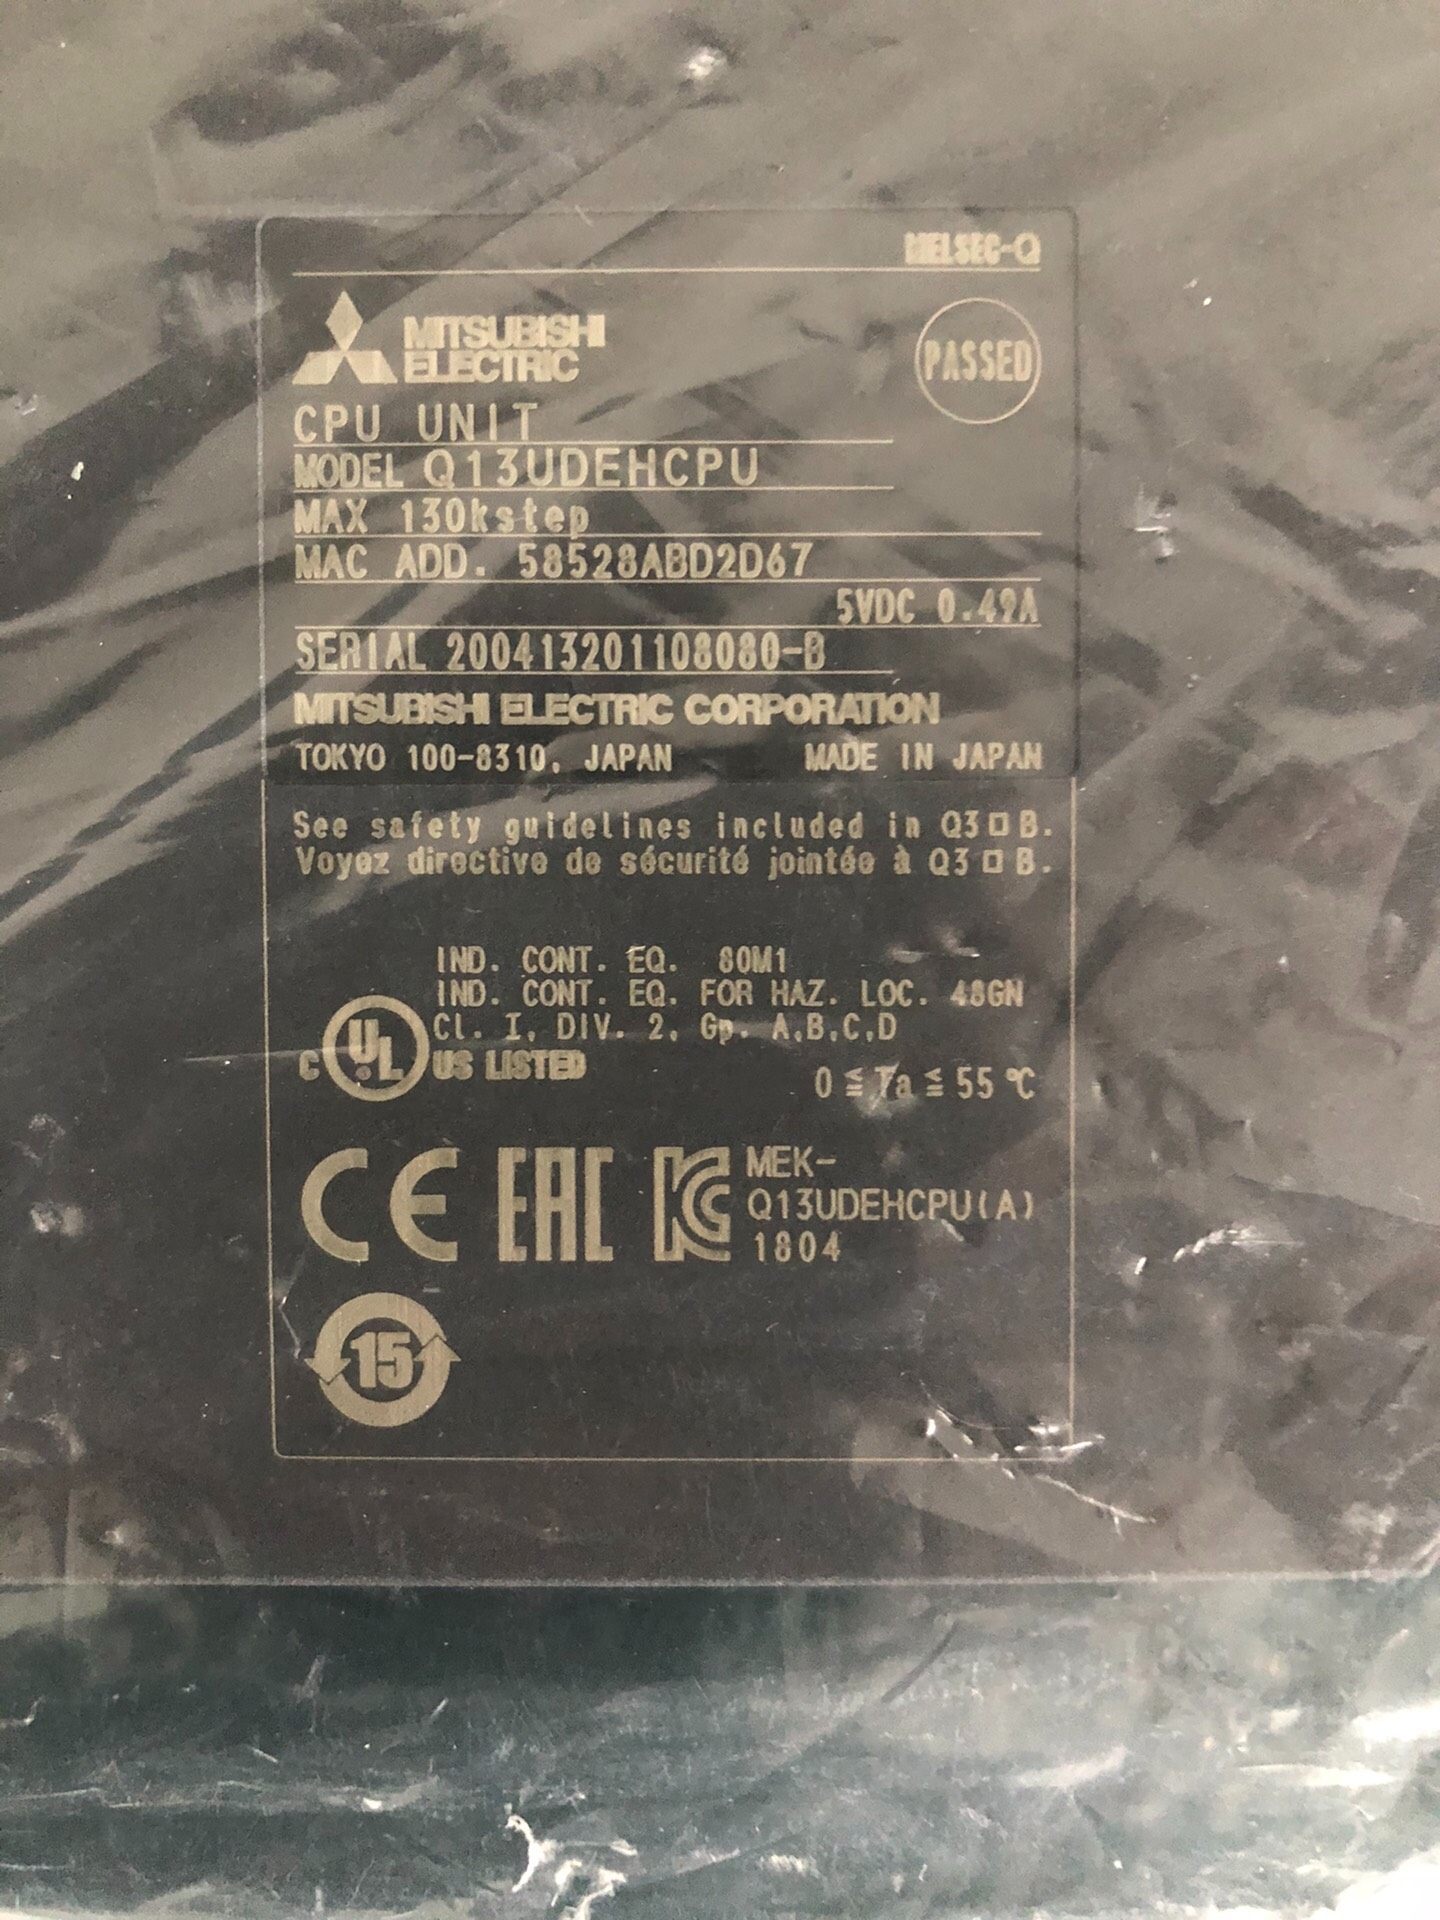 MELSEC-Q
MITSUBISHI
ELECTRIC
PASSED
CPU UNIT
MODEL Q13UDEHCPU
MAX 130kstep
MAC ADD. 58528ABD2D67
5VDC 0.49A
SERIAL 200413201108080-B
MITSUBISHI ELECTRIC CORPORATION
TOKYO 100-8310, JAPAN MADE IN JAPAN
See safety guidelines included in Q3□B.
Voyez directive de sécurité jointée à Q3□B.
IND. CONT. EQ. 80M1
IND. CONT. EQ. FOR HAZ. LOC. 48GN
Cl. I, DIV. 2, Gp. A,B,C,D
C UL US LISTED
0≦Ta≦55℃
CE EAC KC MEK-
Q13UDEHCPU(A)
1804
15